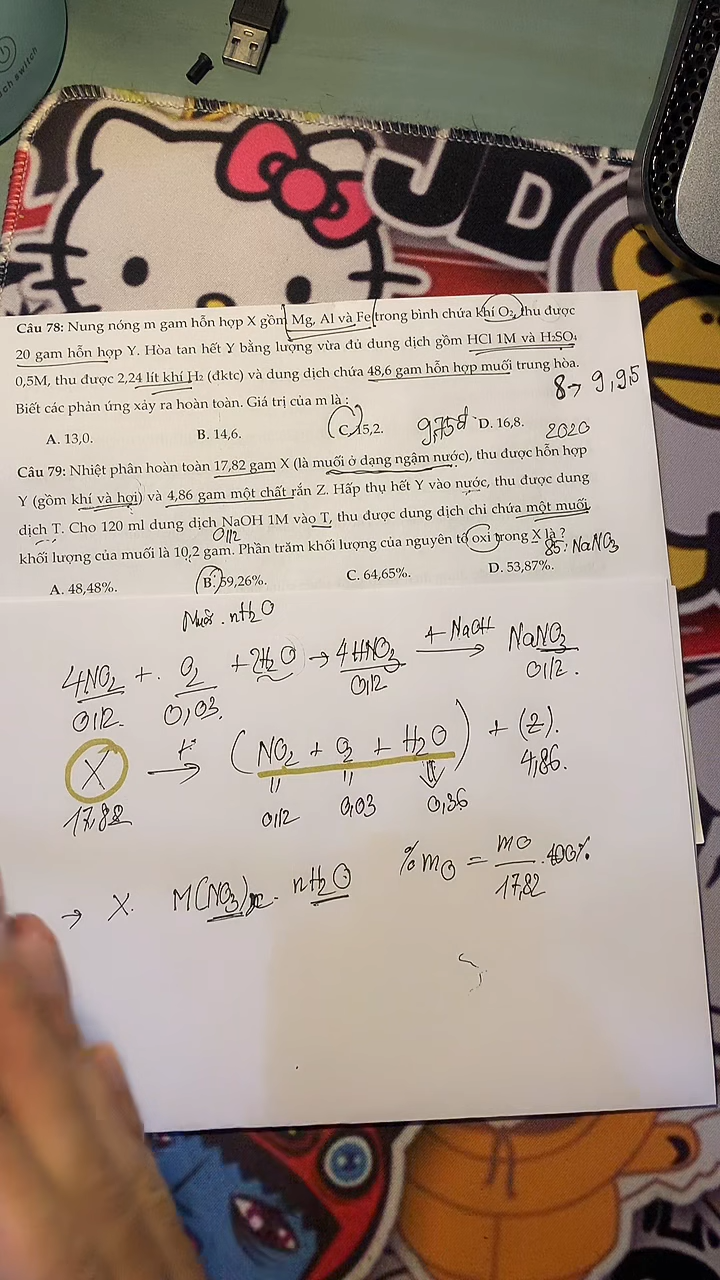 ch switch
JD
Câu 78: Nung nóng m gam hỗn hợp X gồm Mg, Al và Fe trong bình chứa khí O₂, thu được
20 gam hỗn hợp Y. Hòa tan hết Y bằng lượng vừa đủ dung dịch gồm HCl 1M và H₂SO₄
0,5M, thu được 2,24 lít khí H₂ (đktc) và dung dịch chứa 48,6 gam hỗn hợp muối trung hòa.
8 → 9,95
Biết các phản ứng xảy ra hoàn toàn. Giá trị của m là :
A. 13,0. B. 14,6. C. 15,2. 9,75đ D. 16,8. 2020
Câu 79: Nhiệt phân hoàn toàn 17,82 gam X (là muối ở dạng ngậm nước), thu được hỗn hợp
Y (gồm khí và hơi) và 4,86 gam một chất rắn Z. Hấp thụ hết Y vào nước, thu được dung
dịch T. Cho 120 ml dung dịch NaOH 1M vào T, thu được dung dịch chỉ chứa một muối,
0,12
khối lượng của muối là 10,2 gam. Phần trăm khối lượng của nguyên tố oxi trong X là ?
85: NaNO₃
A. 48,48%. B. 59,26%. C. 64,65%. D. 53,87%.
Muối . nH₂O
4NO₂ + O₂ + 2H₂O → 4HNO₃ + NaOH → NaNO₃
0,12 0,03 0,12 0,12.
X t° → (NO₂ + O₂ + H₂O) + (Z).
17,82 0,12 0,03 0,36 4,86.
→ X. M(NO₃)x. nH₂O %mO = mO/17,82 .100%